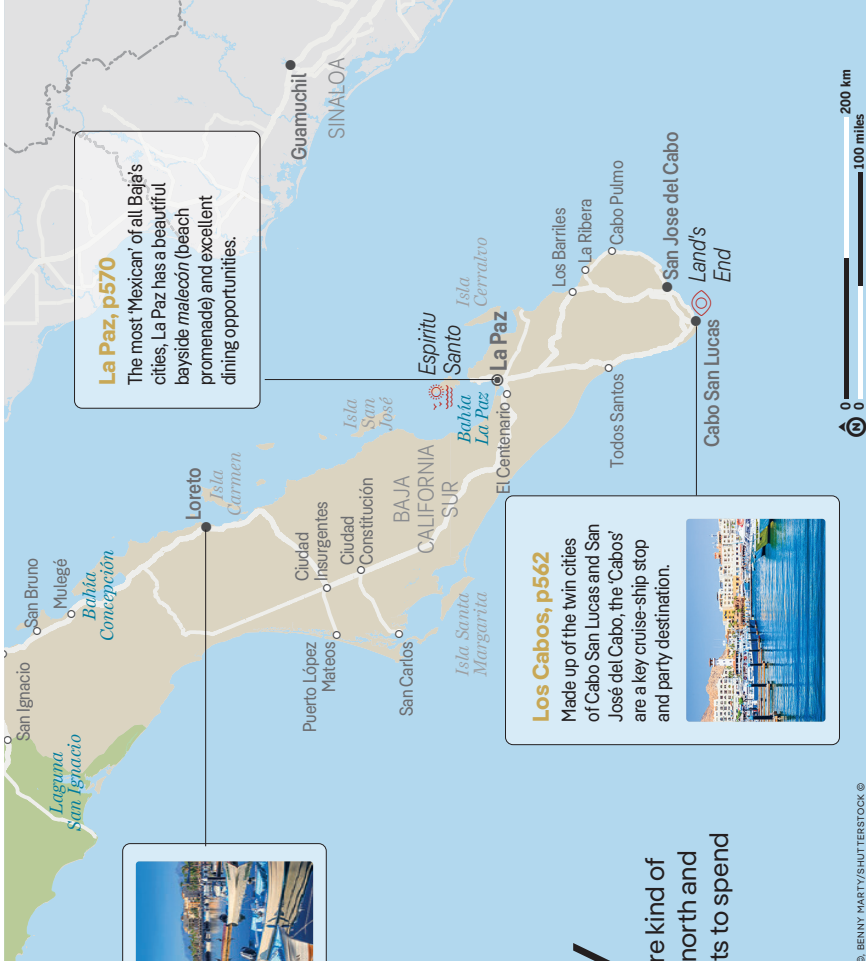 La Paz, p570
The most ‘Mexican’ of all Baja’s
cities, La Paz has a beautiful
bayside malecón (beach
promenade) and excellent
dining opportunities.
Guamuchil
SINALOA
San Ignacio
San Bruno
Mulegé
Bahía
Concepción
Laguna
San Ignacio
Loreto
Isla
Carmen
Ciudad
Insurgentes
Ciudad
Constitución
Puerto López
Mateos
San Carlos
BAJA
CALIFORNIA
SUR
Isla
San
José
Isla Santa
Margarita
Espiritu
Santo
Bahía
La Paz
La Paz
El Centenario
Isla
Cerralvo
Los Barriles
La Ribera
Cabo Pulmo
Todos Santos
San Jose del Cabo
Land's
End
Cabo San Lucas
Los Cabos, p562
Made up of the twin cities
of Cabo San Lucas and San
José del Cabo, the ‘Cabos’
are a key cruise-ship stop
and party destination.
N
0
200 km
0
100 miles
re kind of
north and
ts to spend
BENNY MARTY/SHUTTERSTOCK ©